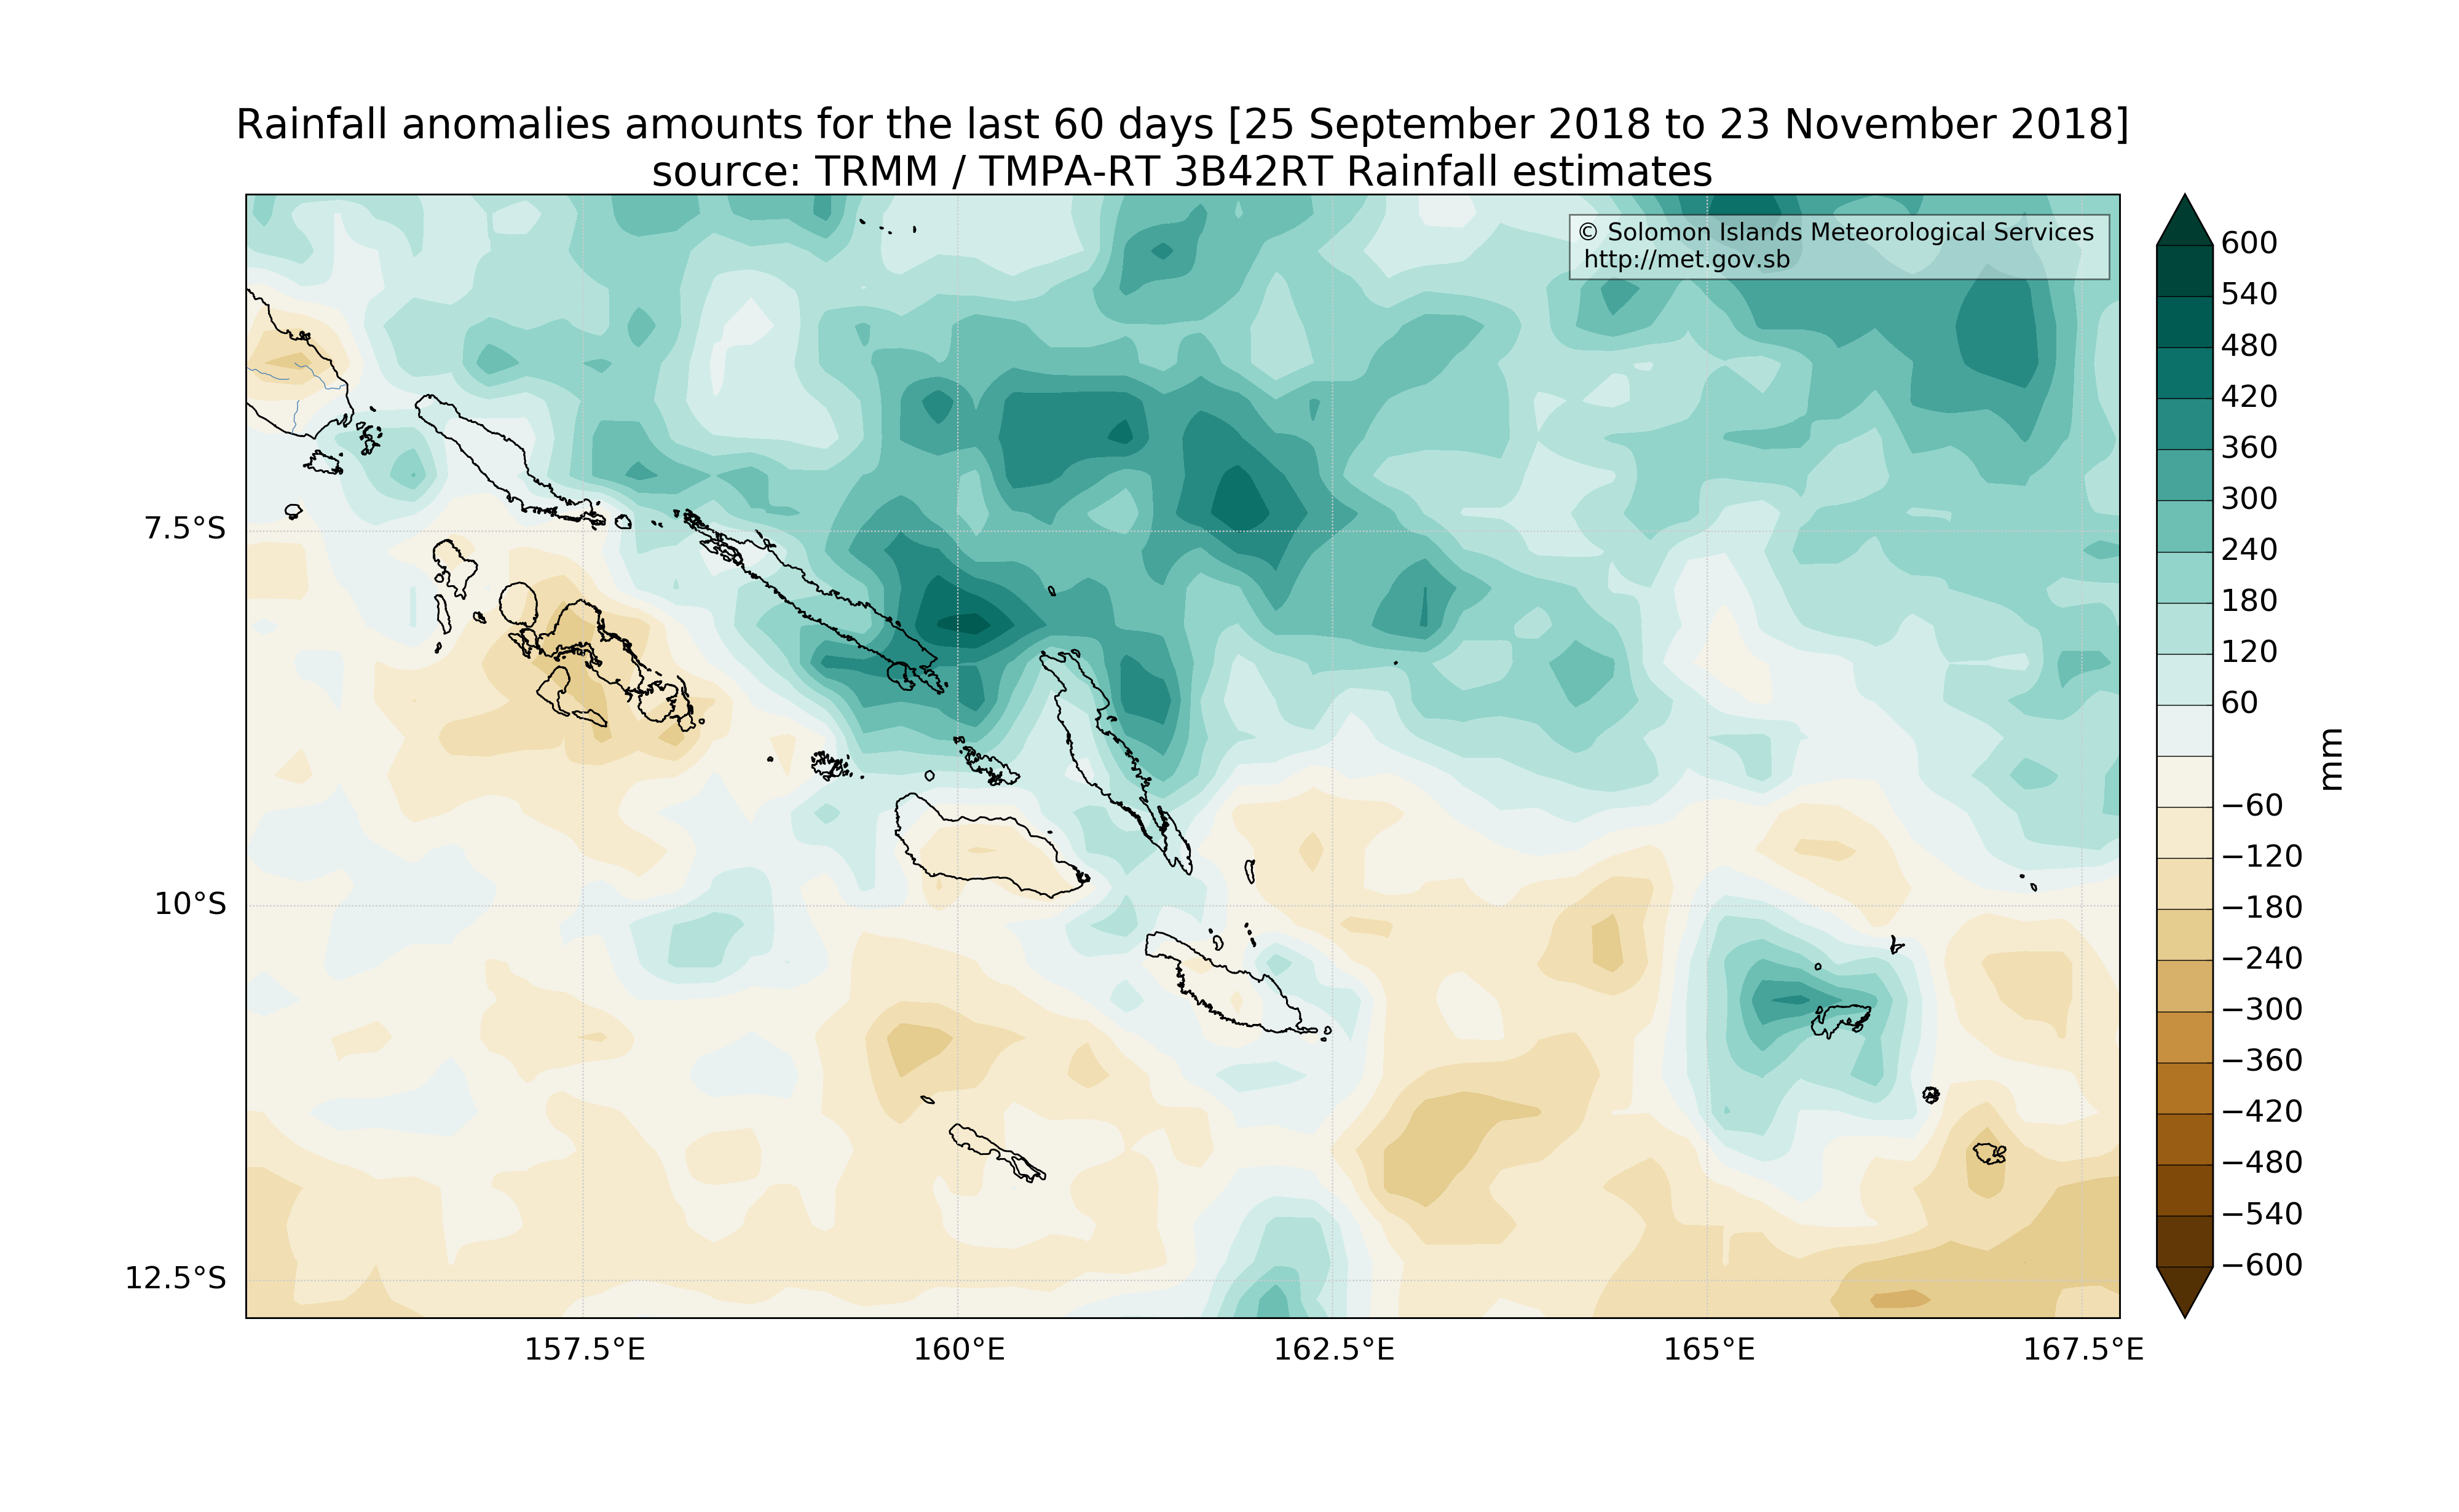 Rainfall anomalies amounts for the last 60 days [25 September 2018 to 23 November 2018]
source: TRMM / TMPA-RT 3B42RT Rainfall estimates
© Solomon Islands Meteorological Services
http://met.gov.sb
7.5°S
10°S
12.5°S
157.5°E
160°E
162.5°E
165°E
167.5°E
600
540
480
420
360
300
240
180
120
60
−60
−120
−180
−240
−300
−360
−420
−480
−540
−600
mm